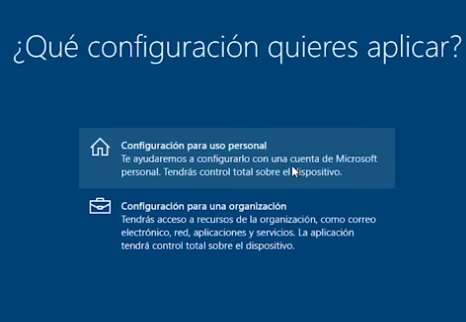 ¿Qué configuración quieres aplicar?
Configuración para uso personal
Te ayudaremos a configurarlo con una cuenta de Microsoft
personal. Tendrás control total sobre el dispositivo.
Configuración para una organización
Tendrás acceso a recursos de la organización, como correo
electrónico, red, aplicaciones y servicios. La aplicación
tendrá control total sobre el dispositivo.